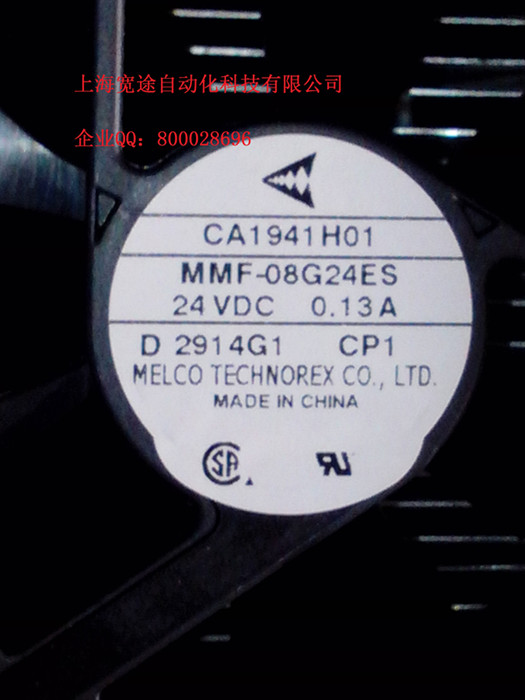 上海宽途自动化科技有限公司
企业QQ：800028696
CA1941H01
MMF-08G24ES
24VDC 0.13A
D 2914G1 CP1
MELCO TECHNOREX CO., LTD.
MADE IN CHINA